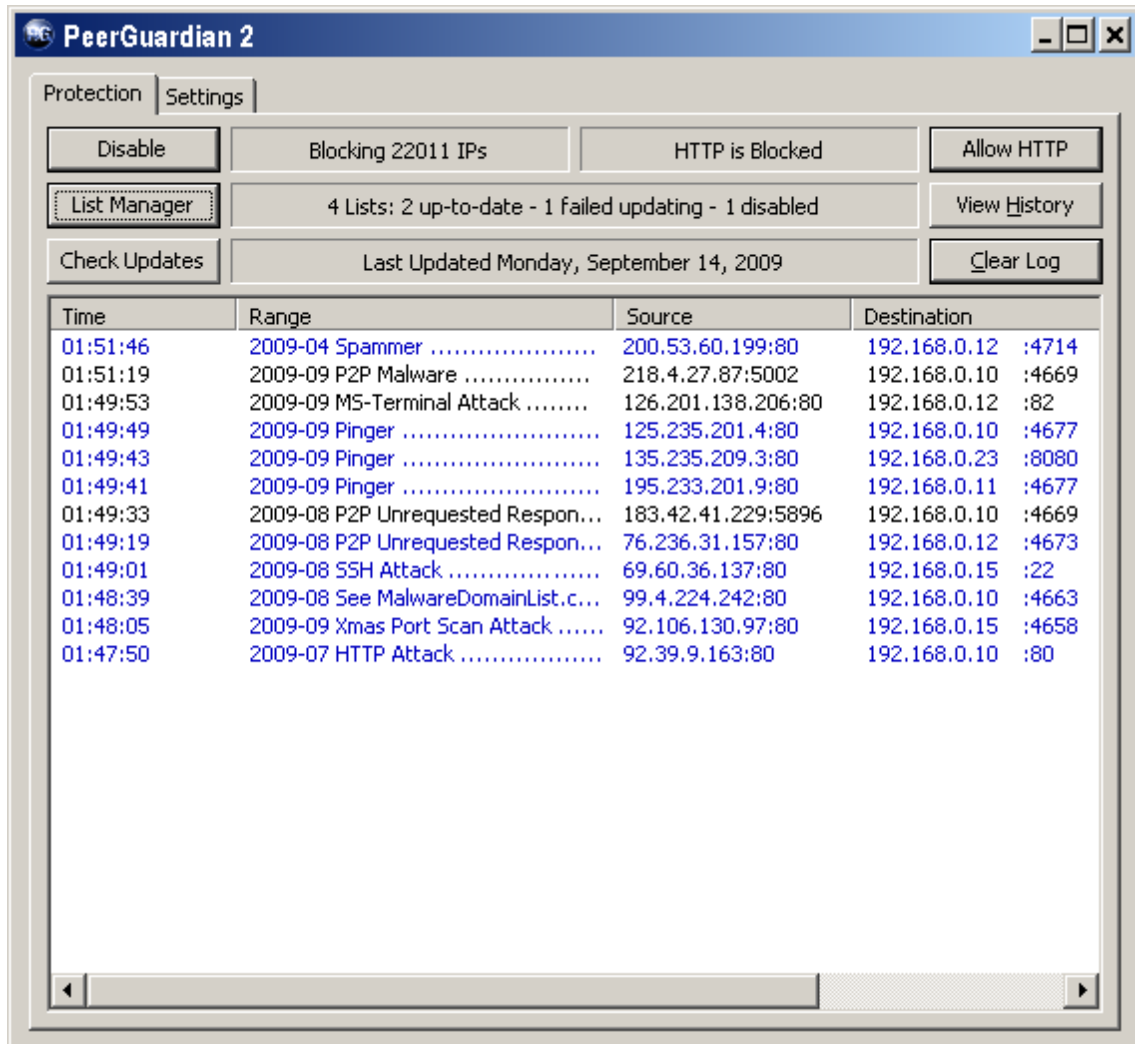 PeerGuardian 2
Protection Settings
Disable Blocking 22011 IPs HTTP is Blocked Allow HTTP
List Manager 4 Lists: 2 up-to-date - 1 failed updating - 1 disabled View History
Check Updates Last Updated Monday, September 14, 2009 Clear Log
Time Range Source Destination
01:51:46 2009-04 Spammer ..................... 200.53.60.199:80 192.168.0.12 :4714
01:51:19 2009-09 P2P Malware ................ 218.4.27.87:5002 192.168.0.10 :4669
01:49:53 2009-09 MS-Terminal Attack ........ 126.201.138.206:80 192.168.0.12 :82
01:49:49 2009-09 Pinger ......................... 125.235.201.4:80 192.168.0.10 :4677
01:49:43 2009-09 Pinger ......................... 135.235.209.3:80 192.168.0.23 :8080
01:49:41 2009-09 Pinger ......................... 195.233.201.9:80 192.168.0.11 :4677
01:49:33 2009-08 P2P Unrequested Respon... 183.42.41.229:5896 192.168.0.10 :4669
01:49:19 2009-08 P2P Unrequested Respon... 76.236.31.157:80 192.168.0.12 :4673
01:49:01 2009-08 SSH Attack ................... 69.60.36.137:80 192.168.0.15 :22
01:48:39 2009-08 See MalwareDomainList.c... 99.4.224.242:80 192.168.0.10 :4663
01:48:05 2009-09 Xmas Port Scan Attack ...... 92.106.130.97:80 192.168.0.15 :4658
01:47:50 2009-07 HTTP Attack .................. 92.39.9.163:80 192.168.0.10 :80